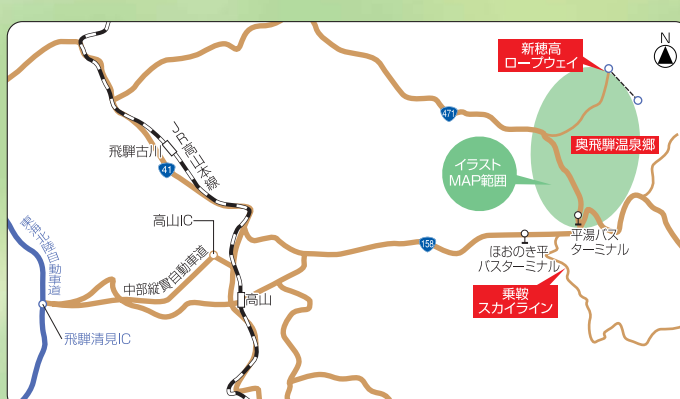 新穂高
ロープウェイ
N
471
奥飛騨温泉郷
イラスト
MAP範囲
JR高山本線
飛騨古川
41
高山IC
158
平湯バス
ターミナル
ほおのき平
バスターミナル
東海北陸自動車道
中部縦貫自動車道
高山
乗鞍
スカイライン
飛騨清見IC